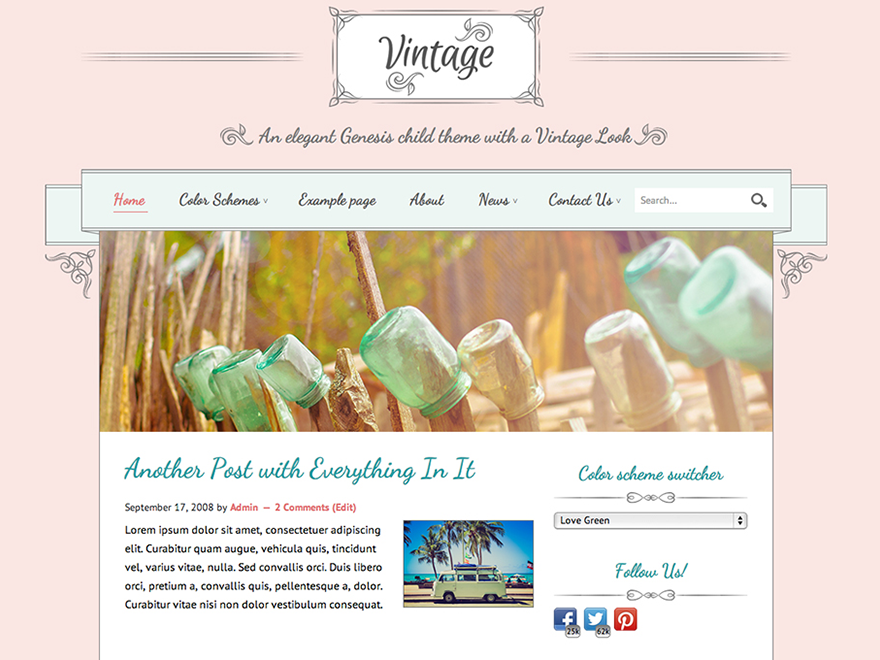 Vintage
An elegant Genesis child theme with a Vintage Look
Home Color Schemes Example page About News Contact Us Search...
Another Post with Everything In It
September 17, 2008 by Admin — 2 Comments (Edit)
Lorem ipsum dolor sit amet, consectetuer adipiscing
elit. Curabitur quam augue, vehicula quis, tincidunt
vel, varius vitae, nulla. Sed convallis orci. Duis libero
orci, pretium a, convallis quis, pellentesque a, dolor.
Curabitur vitae nisi non dolor vestibulum consequat.
Color scheme switcher
Love Green
Follow Us!
25k 62k